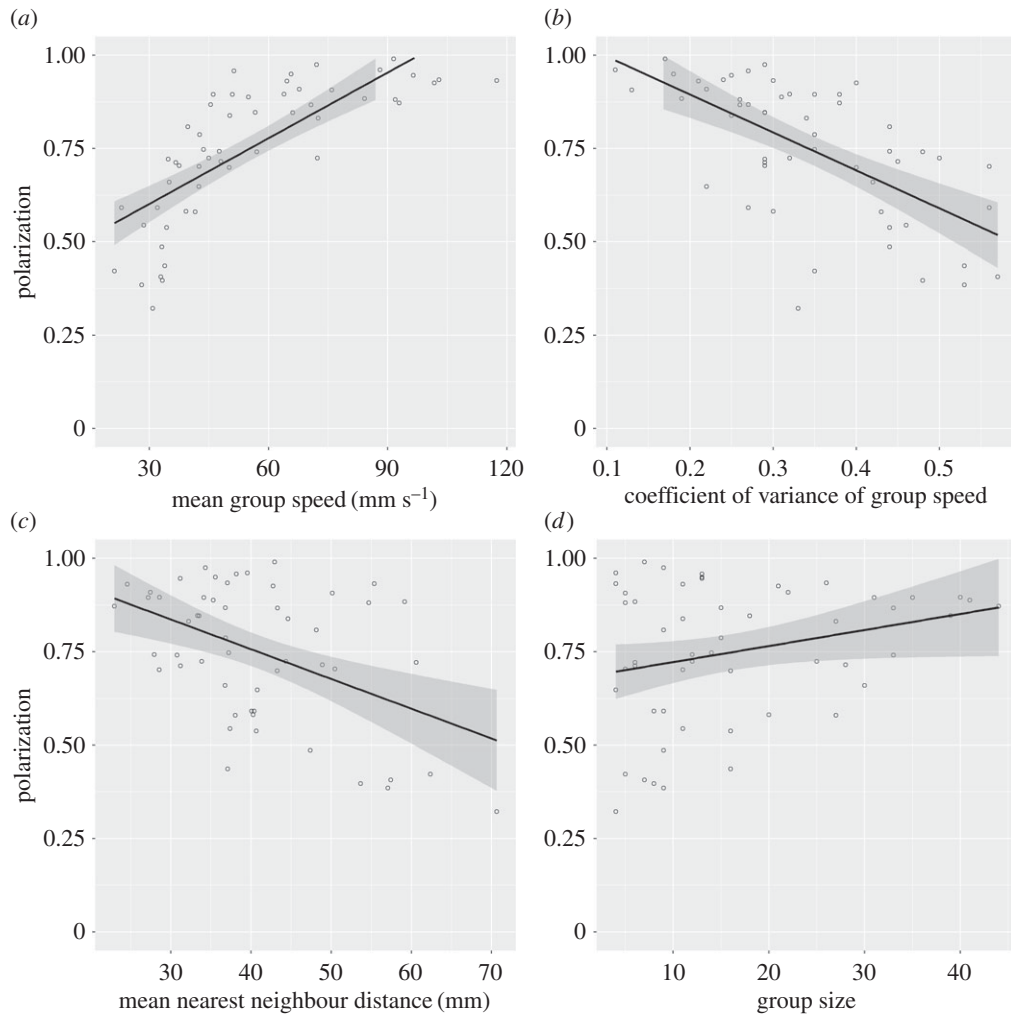 (a)
(b)
1.00
0.75
0.50
0.25
0
polarization
30 60 90 120
mean group speed (mm s⁻¹)
1.00
0.75
0.50
0.25
0
0.1 0.2 0.3 0.4 0.5
coefficient of variance of group speed
(c)
(d)
1.00
0.75
0.50
0.25
0
polarization
30 40 50 60 70
mean nearest neighbour distance (mm)
1.00
0.75
0.50
0.25
0
10 20 30 40
group size